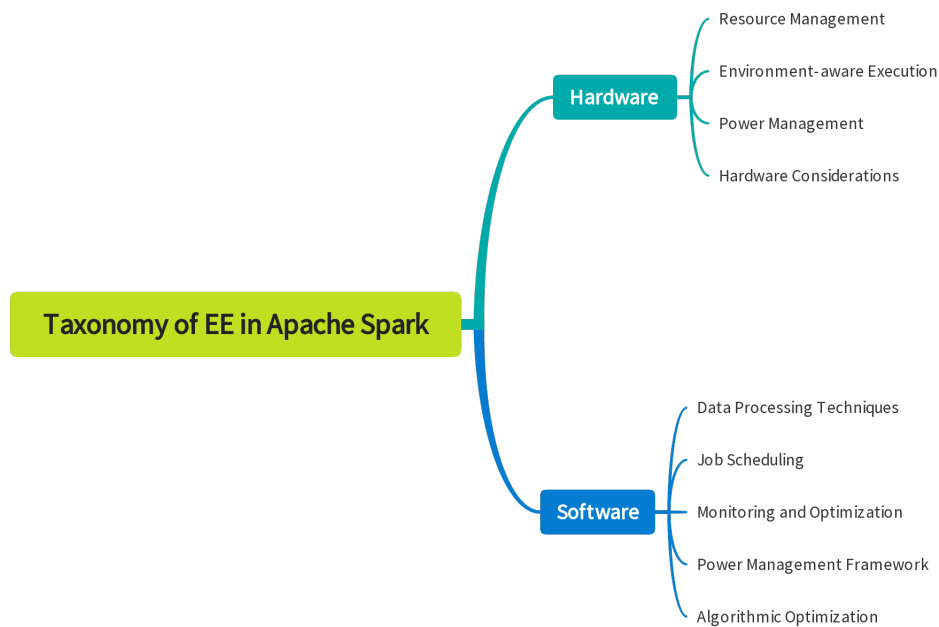 Taxonomy of EE in Apache Spark
Hardware
Resource Management
Environment-aware Execution
Power Management
Hardware Considerations
Software
Data Processing Techniques
Job Scheduling
Monitoring and Optimization
Power Management Framework
Algorithmic Optimization